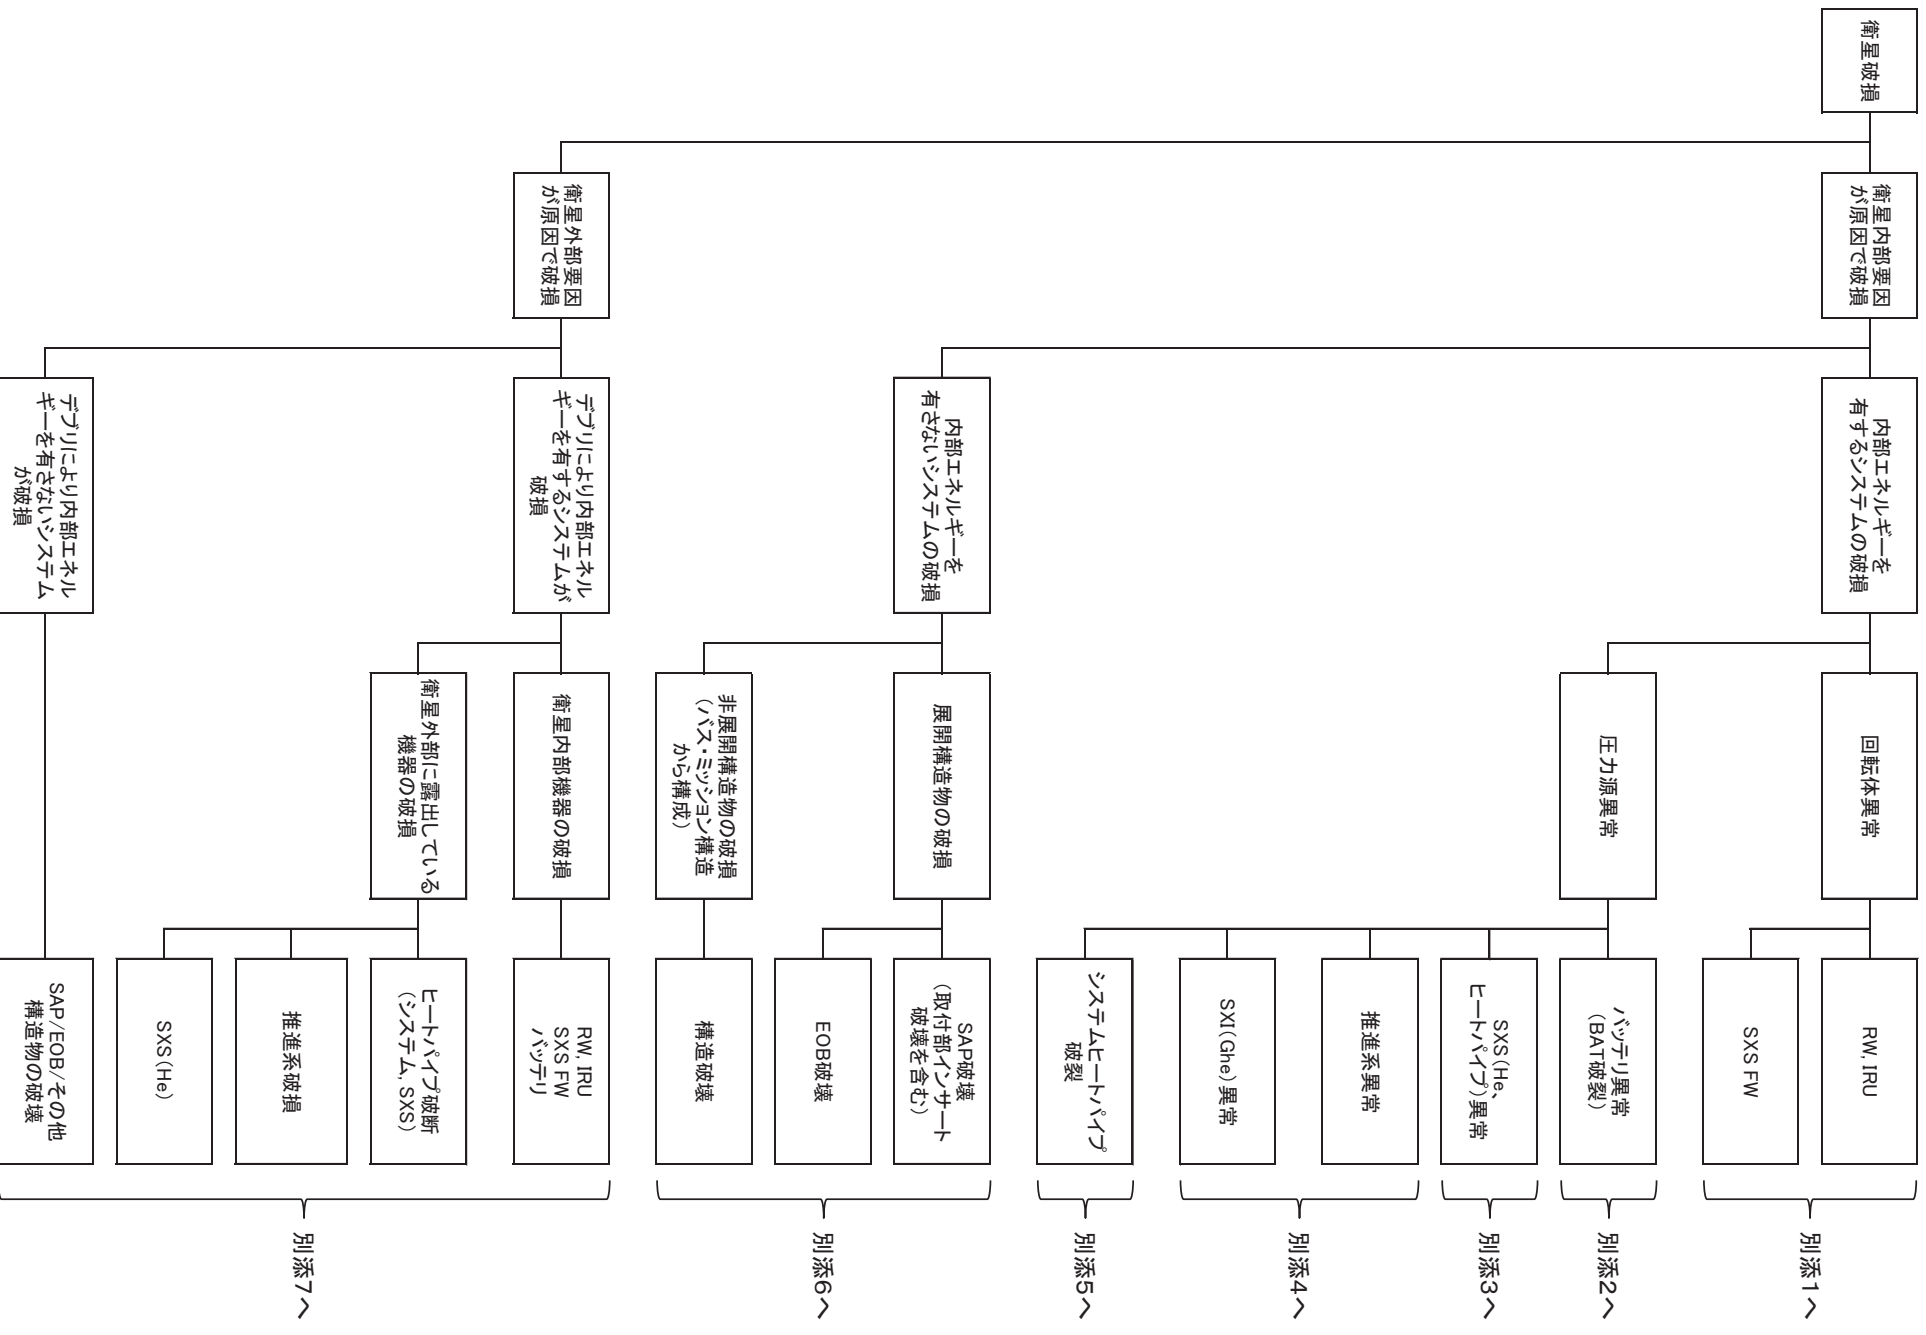 衛星破損
衛星内部要因
が原因で破損
内部エネルギーを
有するシステムの破損
回転体異常
RW, IRU
SXS FW
別添1へ
圧力源異常
バッテリ異常
(BAT破裂)
別添2へ
SXS(He、
ヒートパイプ)異常
別添3へ
推進系異常
SXI(Ghe)異常
別添4へ
システムヒートパイプ
破裂
別添5へ
内部エネルギーを
有さないシステムの破損
展開構造物の破損
SAP破壊
(取付部インサート
破壊を含む)
EOB破壊
非展開構造物の破損
(バス・ミッション構造
から構成)
構造破壊
別添6へ
衛星外部要因
が原因で破損
デブリにより内部エネル
ギーを有するシステムが
破損
衛星内部機器の破損
RW, IRU
SXS FW
バッテリ
衛星外部に露出している
機器の破損
ヒートパイプ破断
(システム, SXS)
推進系破損
SXS(He)
デブリにより内部エネル
ギーを有さないシステム
が破損
SAP/EOB/その他
構造物の破壊
別添7へ